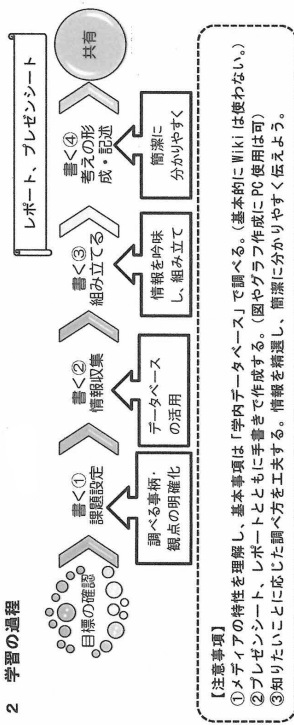 2　学習の過程
レポート、プレゼンシート
目標の確認
書く①
課題設定
書く②
情報収集
書く③
組み立てる
書く④
考えの形
成・記述
共有
調べる事柄・
観点の明確化
データベース
の活用
情報を吟味
し、組み立て
簡潔に
分かりやすく
【注意事項】
①メディアの特性を理解し、基本事項は「学内データベース」で調べる。（基本的に Wiki は使わない。）
②プレゼンシート、レポートとともに手書きで作成する。（図やグラフ作成に PC 使用は可）
③知りたいことに応じた調べ方を工夫する。情報を精選し、簡潔に分かりやすく伝えよう。